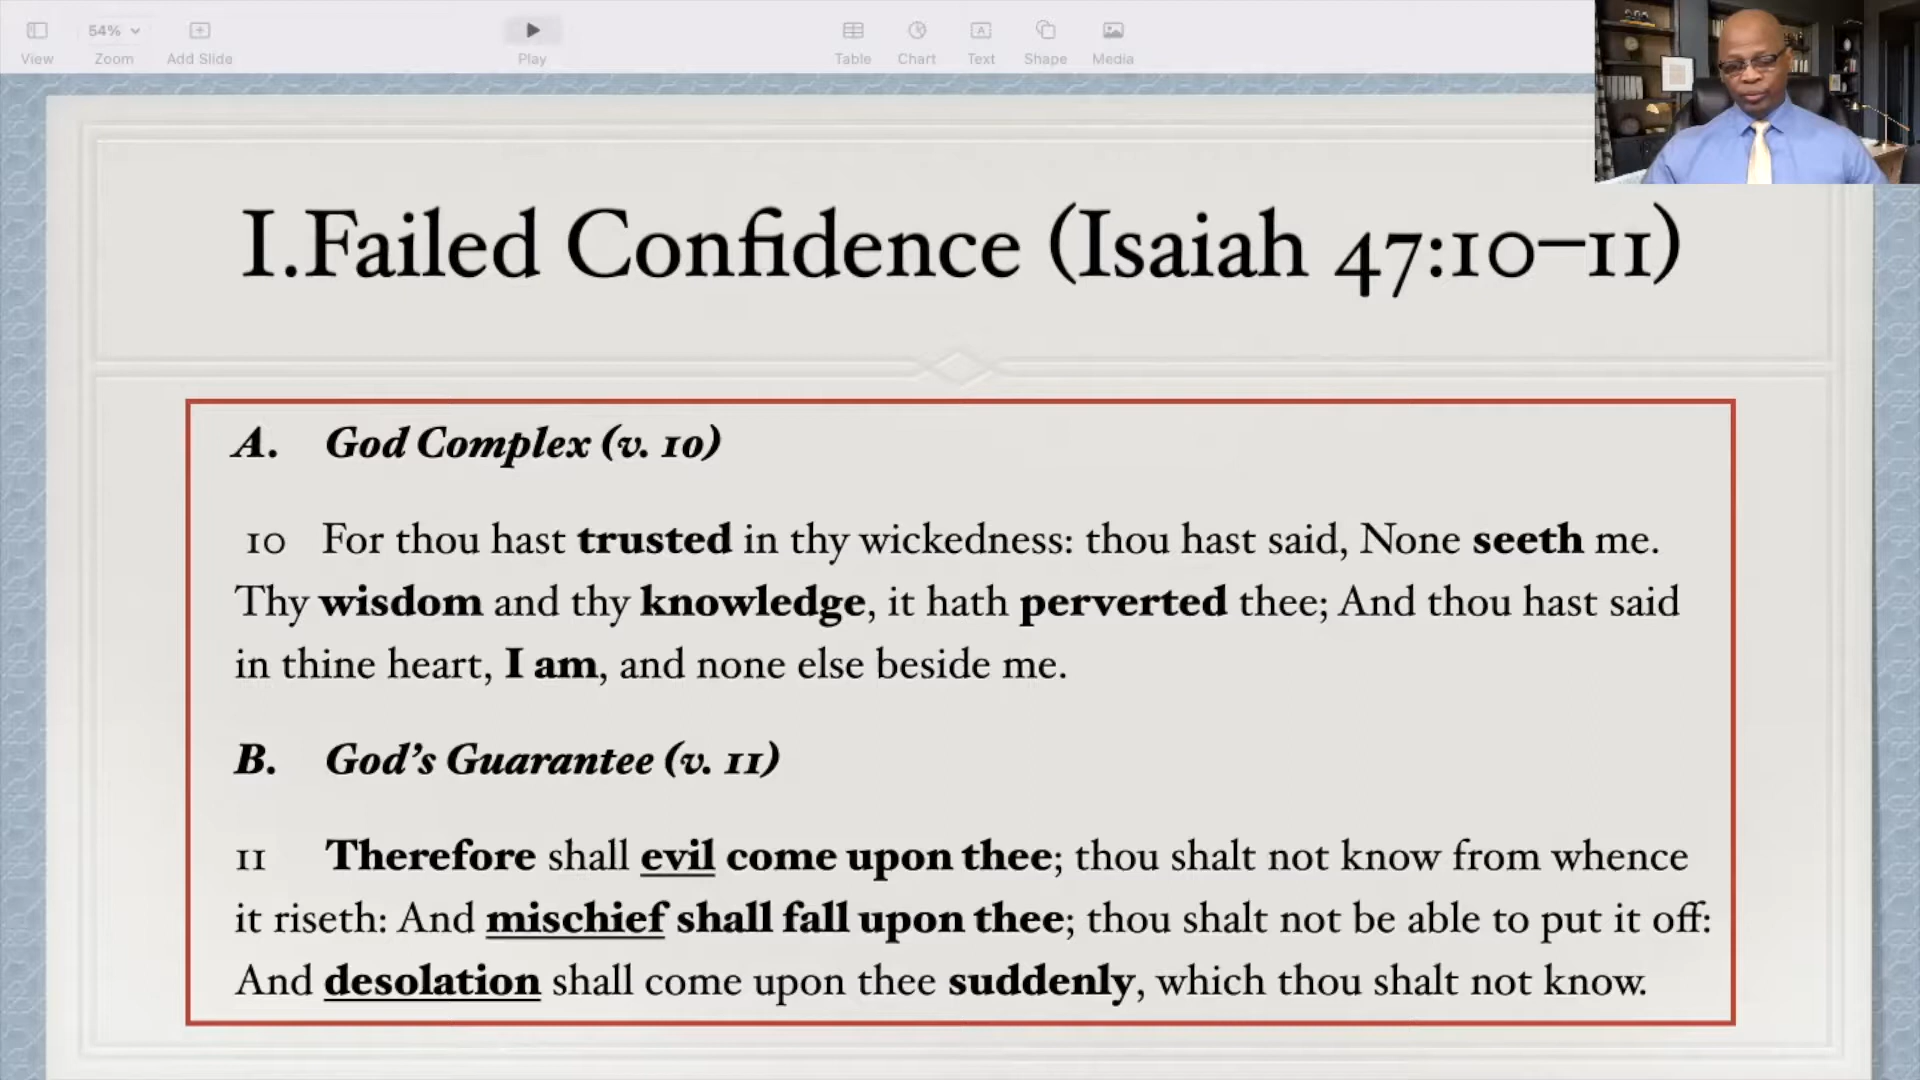 54%
View
Zoom
Add Slide
Play
Table
Chart
Text
Shape
Media
I.Failed Confidence (Isaiah 47:10–11)
A. God Complex (v. 10)
10 For thou hast trusted in thy wickedness: thou hast said, None seeth me.
Thy wisdom and thy knowledge, it hath perverted thee; And thou hast said
in thine heart, I am, and none else beside me.
B. God’s Guarantee (v. 11)
11 Therefore shall evil come upon thee; thou shalt not know from whence
it riseth: And mischief shall fall upon thee; thou shalt not be able to put it off:
And desolation shall come upon thee suddenly, which thou shalt not know.